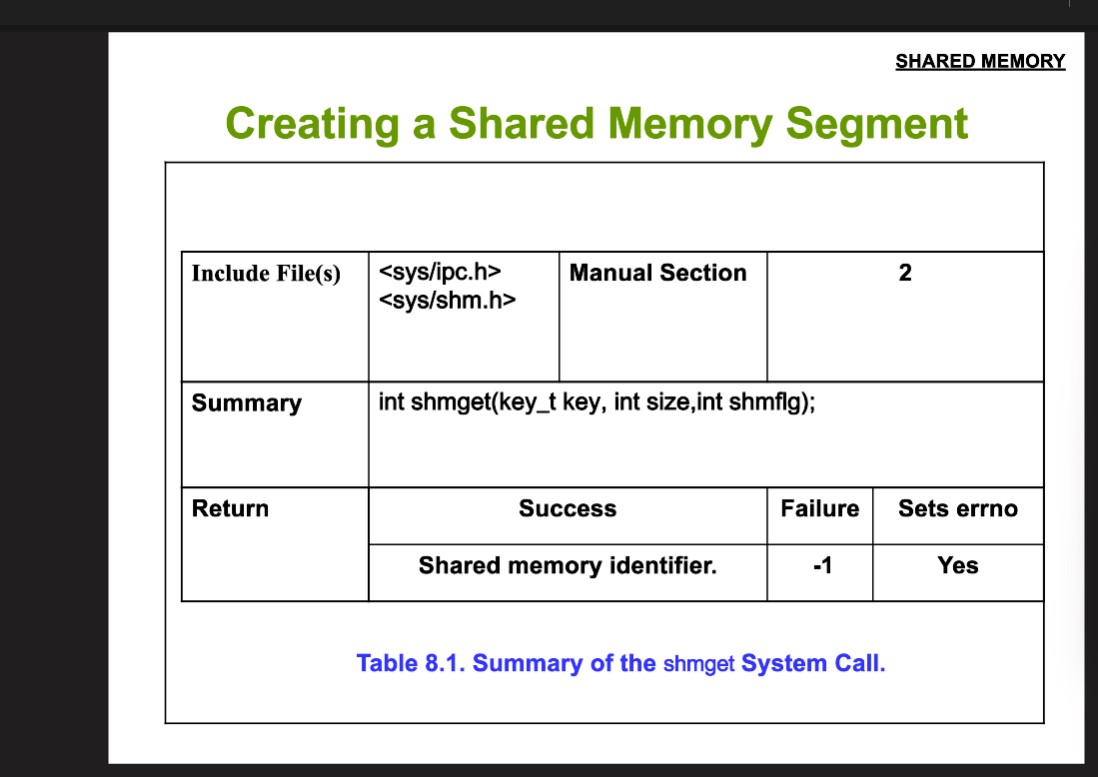 SHARED MEMORY
Creating a Shared Memory Segment
Include File(s) <sys/ipc.h> Manual Section 2
<sys/shm.h>
Summary int shmget(key_t key, int size,int shmflg);
Return Success Failure Sets errno
Shared memory identifier. -1 Yes
Table 8.1. Summary of the shmget System Call.